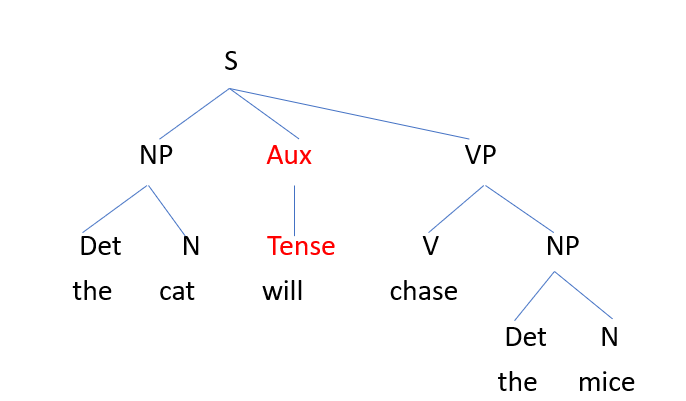 S
NP Aux VP
Det N Tense V NP
the cat will chase
Det N
the mice